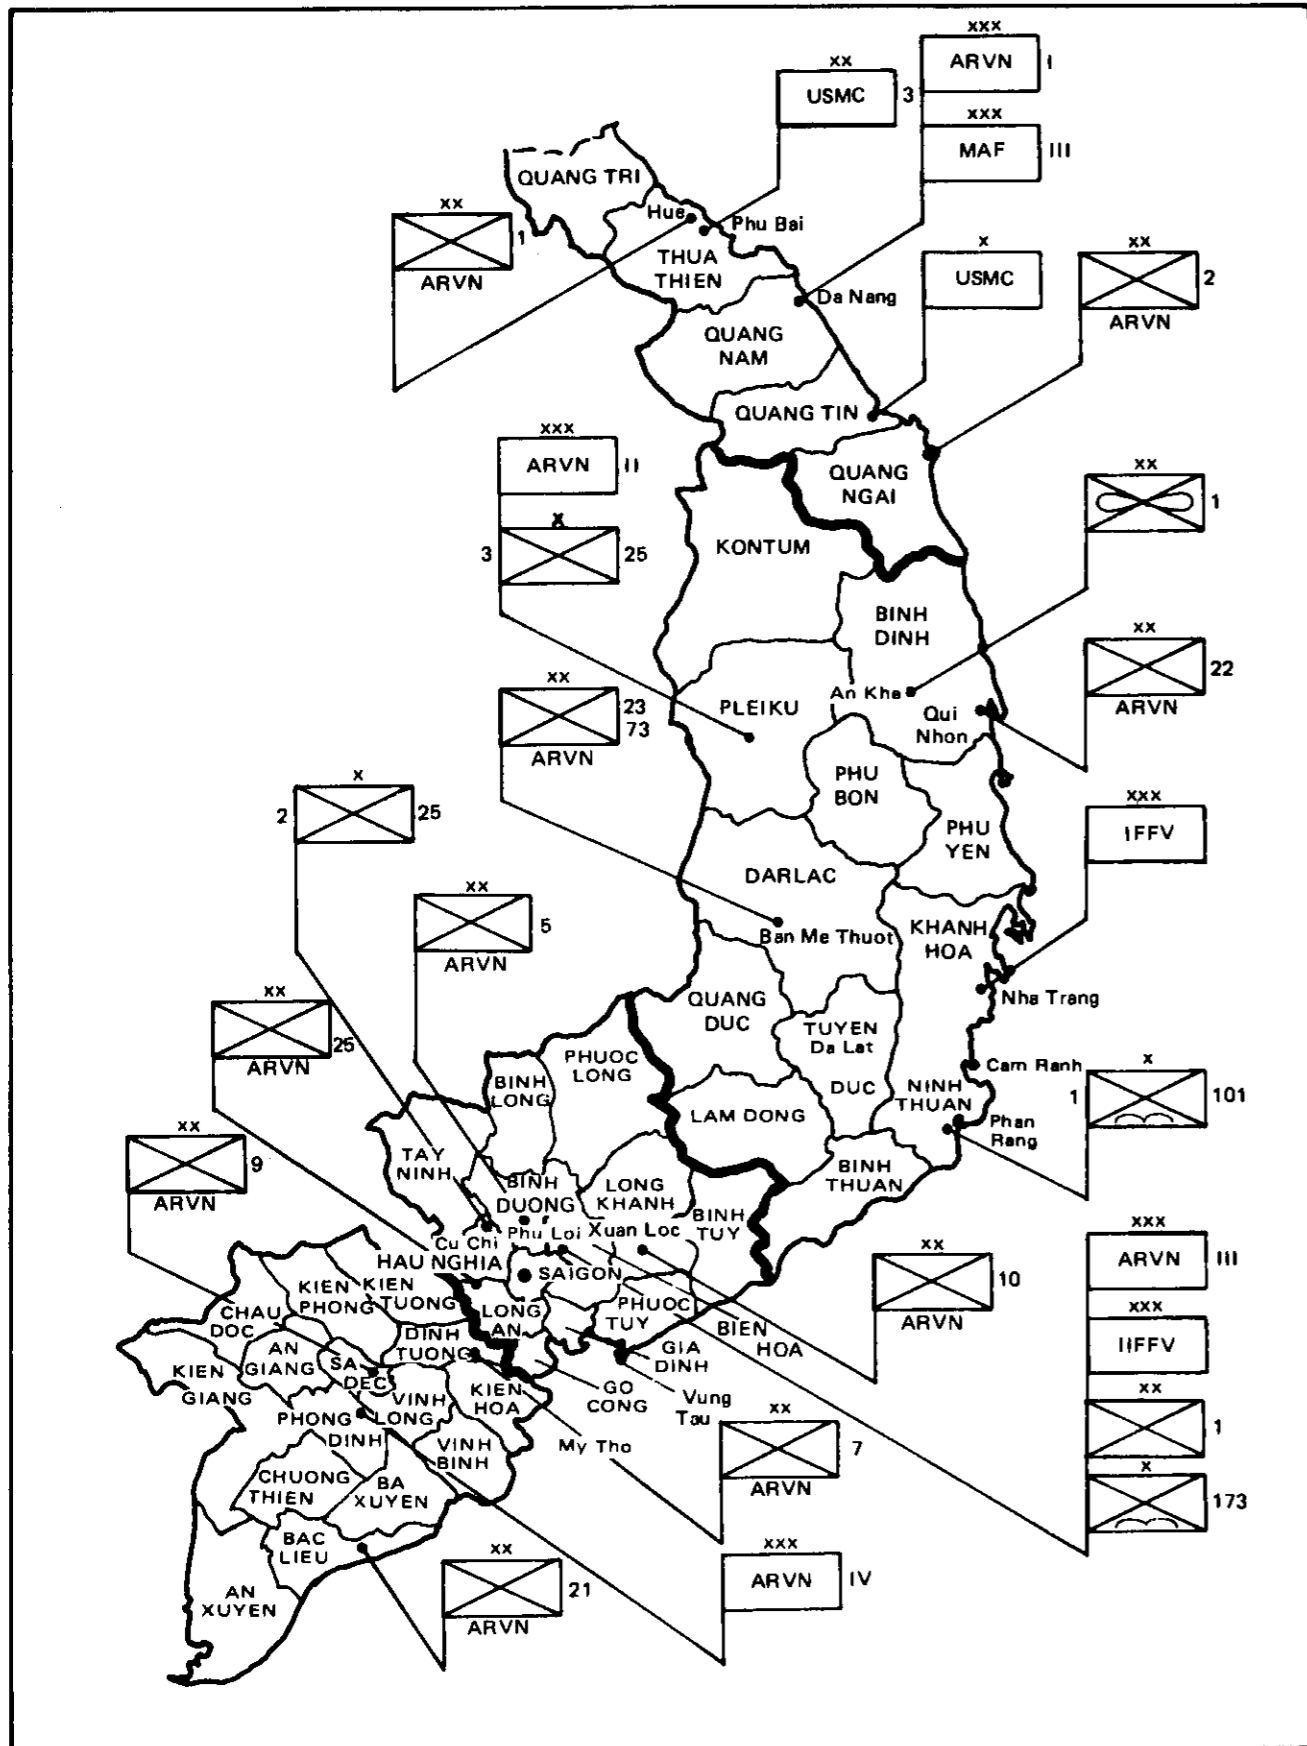 XXX
ARVN I
XX
USMC 3
XXX
MAF III
QUANG TRI
XX
1
ARVN
Hue
Phu Bai
THUA
THIEN
X
USMC
XX
2
ARVN
Da Nang
QUANG
NAM
QUANG TIN
XXX
ARVN II
QUANG
NGAI
XX
1
X
3 25
KONTUM
BINH
DINH
XX
22
ARVN
XX
23
73
ARVN
PLEIKU
An Khe
Qui
Nhon
X
2 25
PHU
BON
XXX
IFFV
PHU
YEN
DARLAC
XX
5
ARVN
Ban Me Thuot
KHANH
HOA
XX
25
ARVN
QUANG
DUC
Nha Trang
TUYEN
Da Lat
DUC
PHUOC
LONG
BINH
LONG
Cam Ranh
X
1 101
NINH
THUAN
LAM DONG
Phan
Rang
XX
9
ARVN
TAY
NINH
BINH
THUAN
BINH
DUONG
LONG
KHANH
BINH
TUY
Cu Chi
Phu Loi
Xuan Loc
XXX
ARVN III
HAU NGHIA
SAIGON
XX
10
ARVN
KIEN
PHONG
KIEN
TUONG
CHAU
DOC
LONG
AN
PHUOC
TUY
BIEN
HOA
XXX
IIFFV
DINH
TUONG
GIA
DINH
AN
GIANG
SA
DEC
KIEN
GIANG
GO
CONG
Vung
Tau
XX
1
VINH
LONG
KIEN
HOA
PHONG
DINH
XX
7
ARVN
My Tho
VINH
BINH
X
173
CHUONG
THIEN
BA
XUYEN
BAC
LIEU
XX
21
ARVN
XXX
ARVN IV
AN
XUYEN